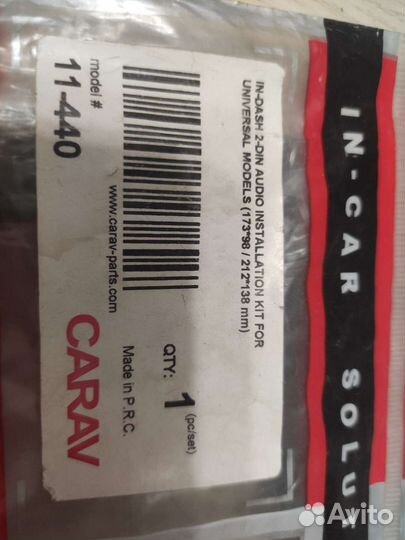 IN-DASH 2-DIN AUDIO INSTALLATION KIT FOR
UNIVERSAL MODELS (173*98 / 212*138 mm)
QTY: 1 (pc/set)
www.carav-parts.com
Made in P.R.C.
model #
11-440
CARAV
IN-CAR SOLUT
Avito